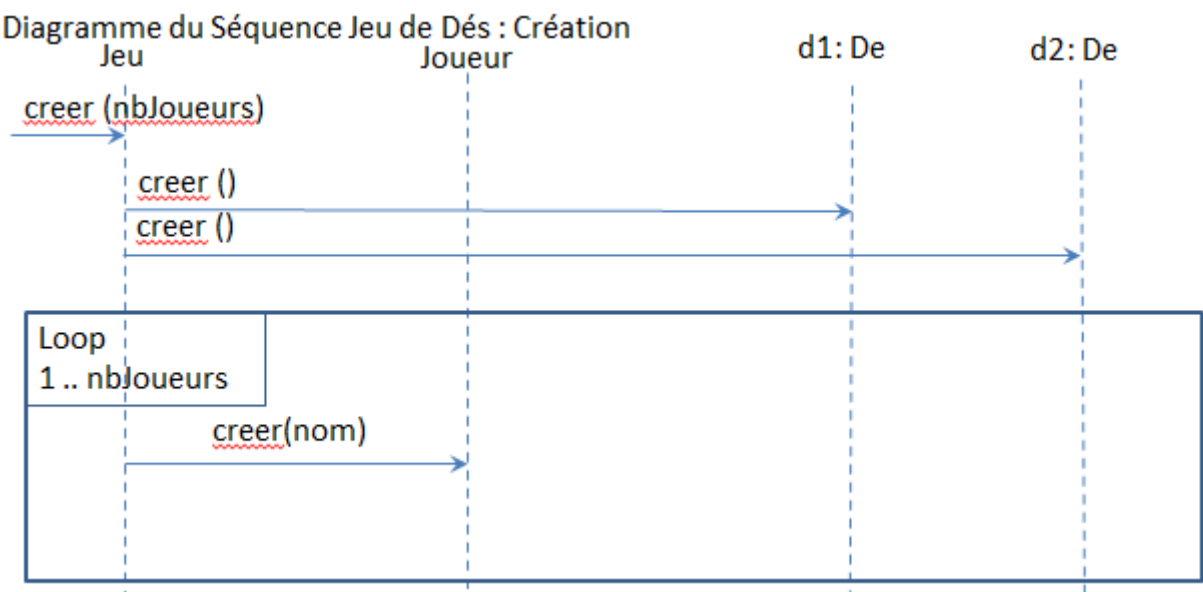 Diagramme du Séquence Jeu de Dés : Création
Jeu
Joueur
d1: De
d2: De
creer (nbJoueurs)
creer ()
creer ()
Loop
1 .. nbJoueurs
creer(nom)